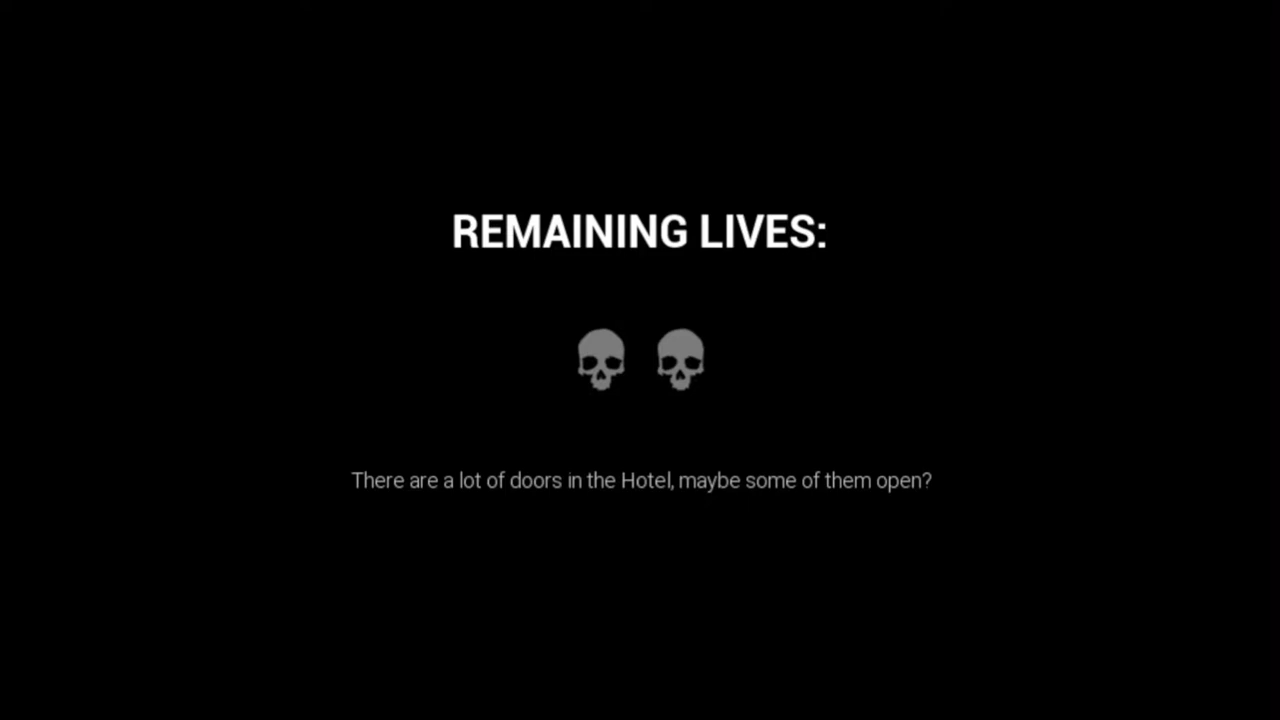 REMAINING LIVES:
There are a lot of doors in the Hotel, maybe some of them open?